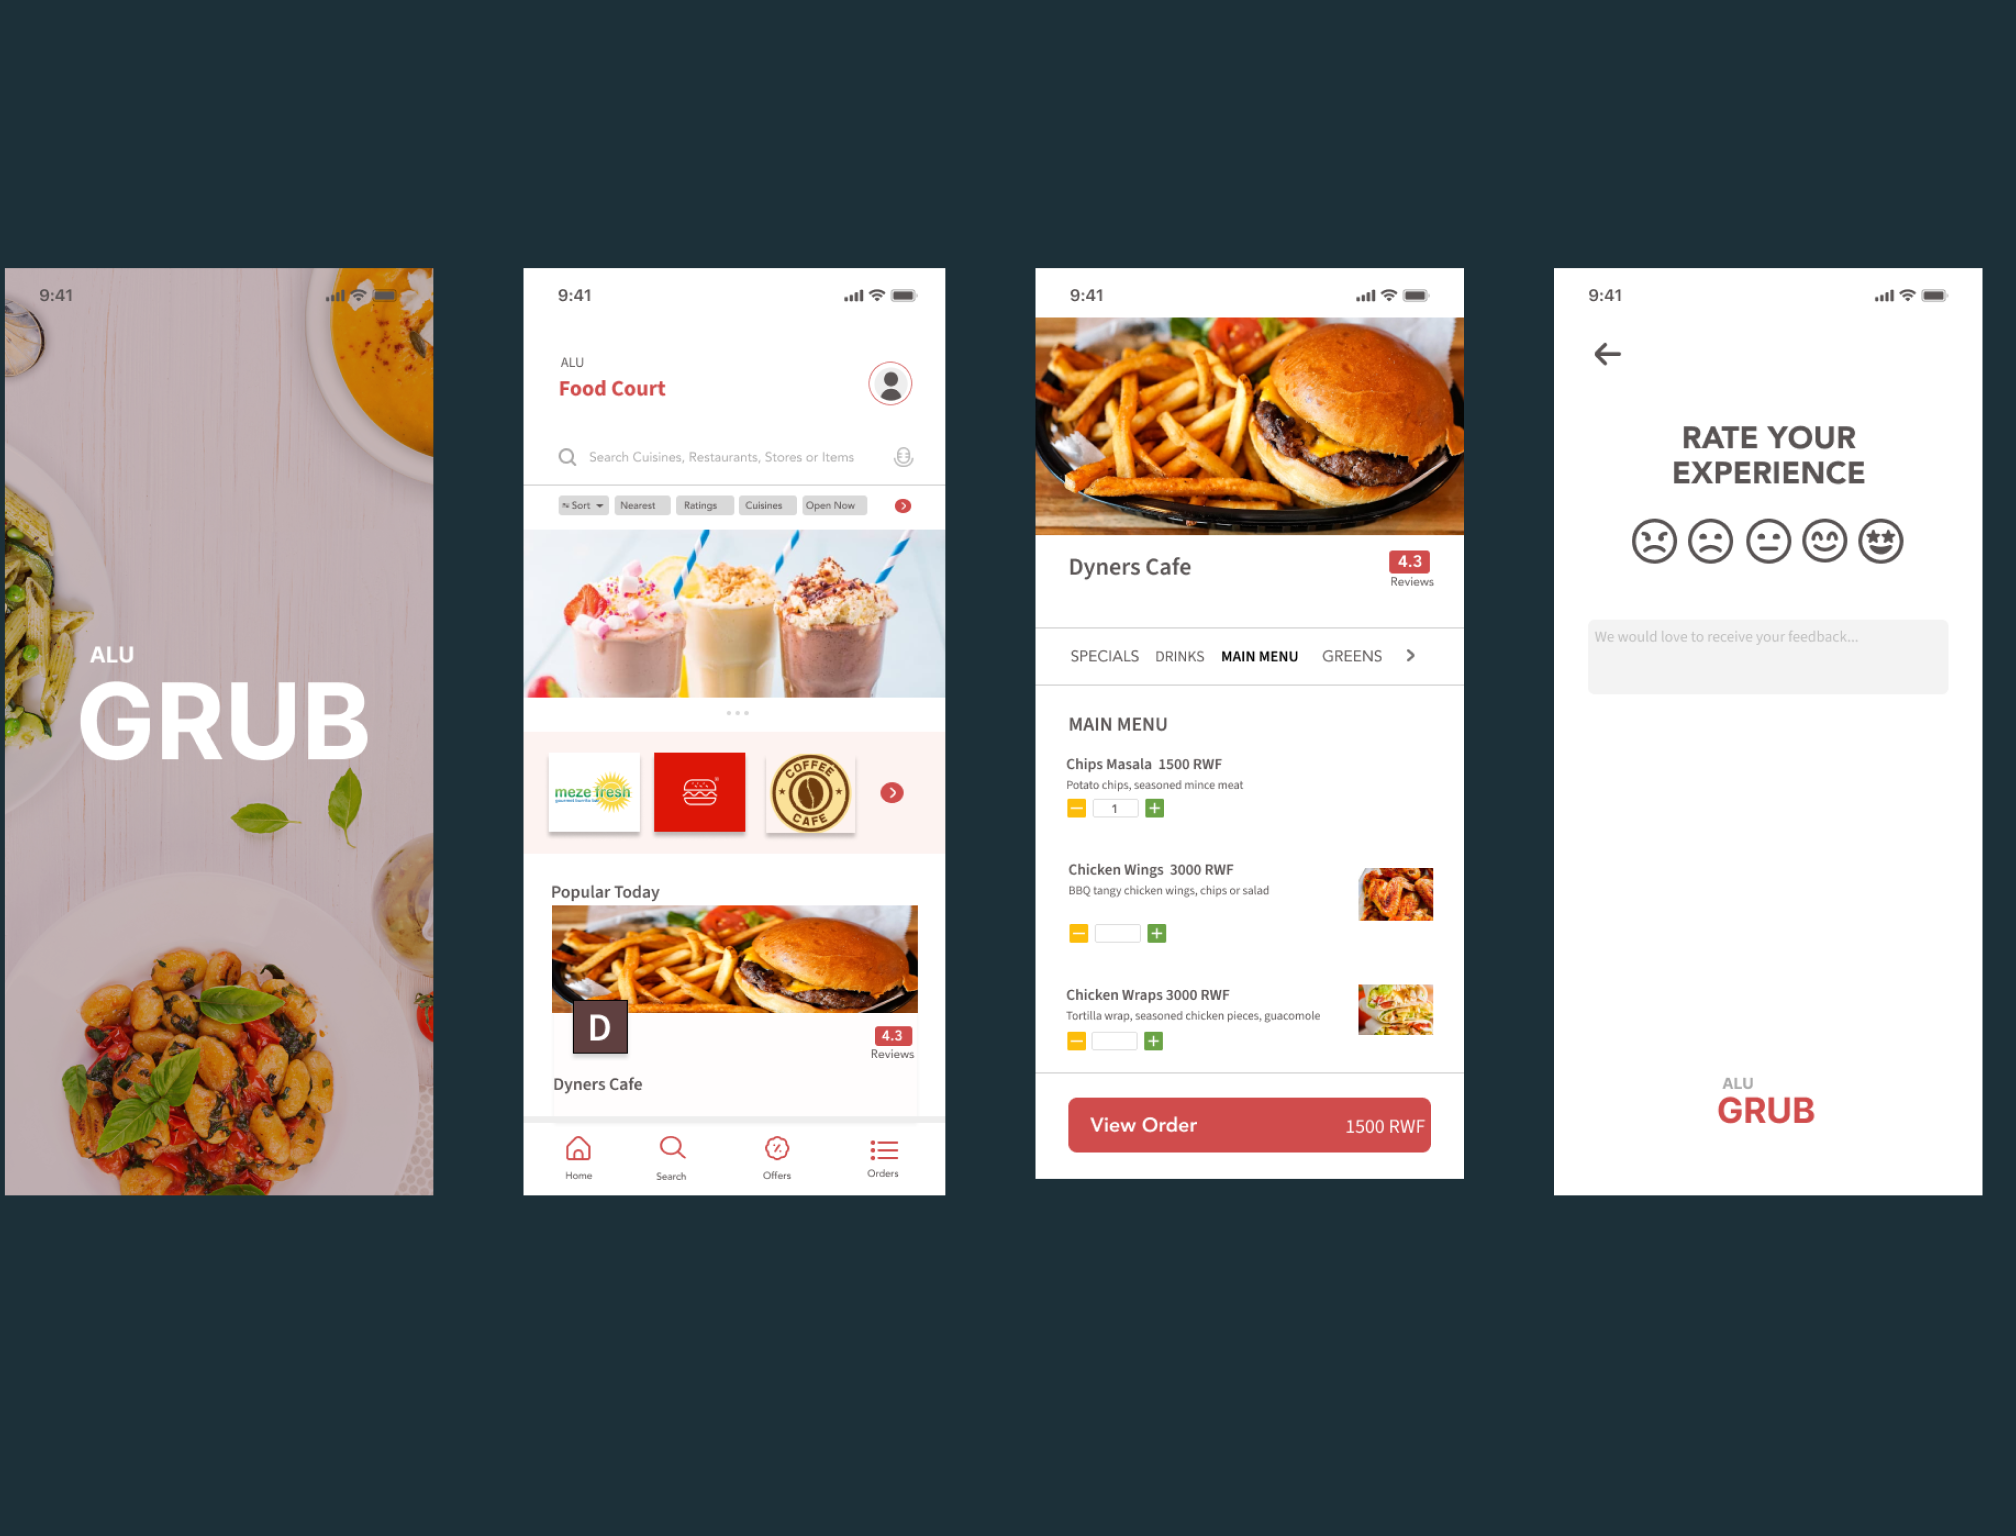 9:41
ALU
GRUB
9:41
ALU
Food Court
Search Cuisines, Restaurants, Stores or Items
Sort
Nearest
Ratings
Cuisines
Open Now
meze fresh
gourmet burrito bar
COFFEE
CAFE
Popular Today
D
4.3
Reviews
Dyners Cafe
Home
Search
Offers
Orders
9:41
Dyners Cafe
4.3
Reviews
SPECIALS DRINKS MAIN MENU GREENS
MAIN MENU
Chips Masala 1500 RWF
Potato chips, seasoned mince meat
1
Chicken Wings 3000 RWF
BBQ tangy chicken wings, chips or salad
Chicken Wraps 3000 RWF
Tortilla wrap, seasoned chicken pieces, guacomole
View Order 1500 RWF
9:41
RATE YOUR
EXPERIENCE
We would love to receive your feedback...
ALU
GRUB